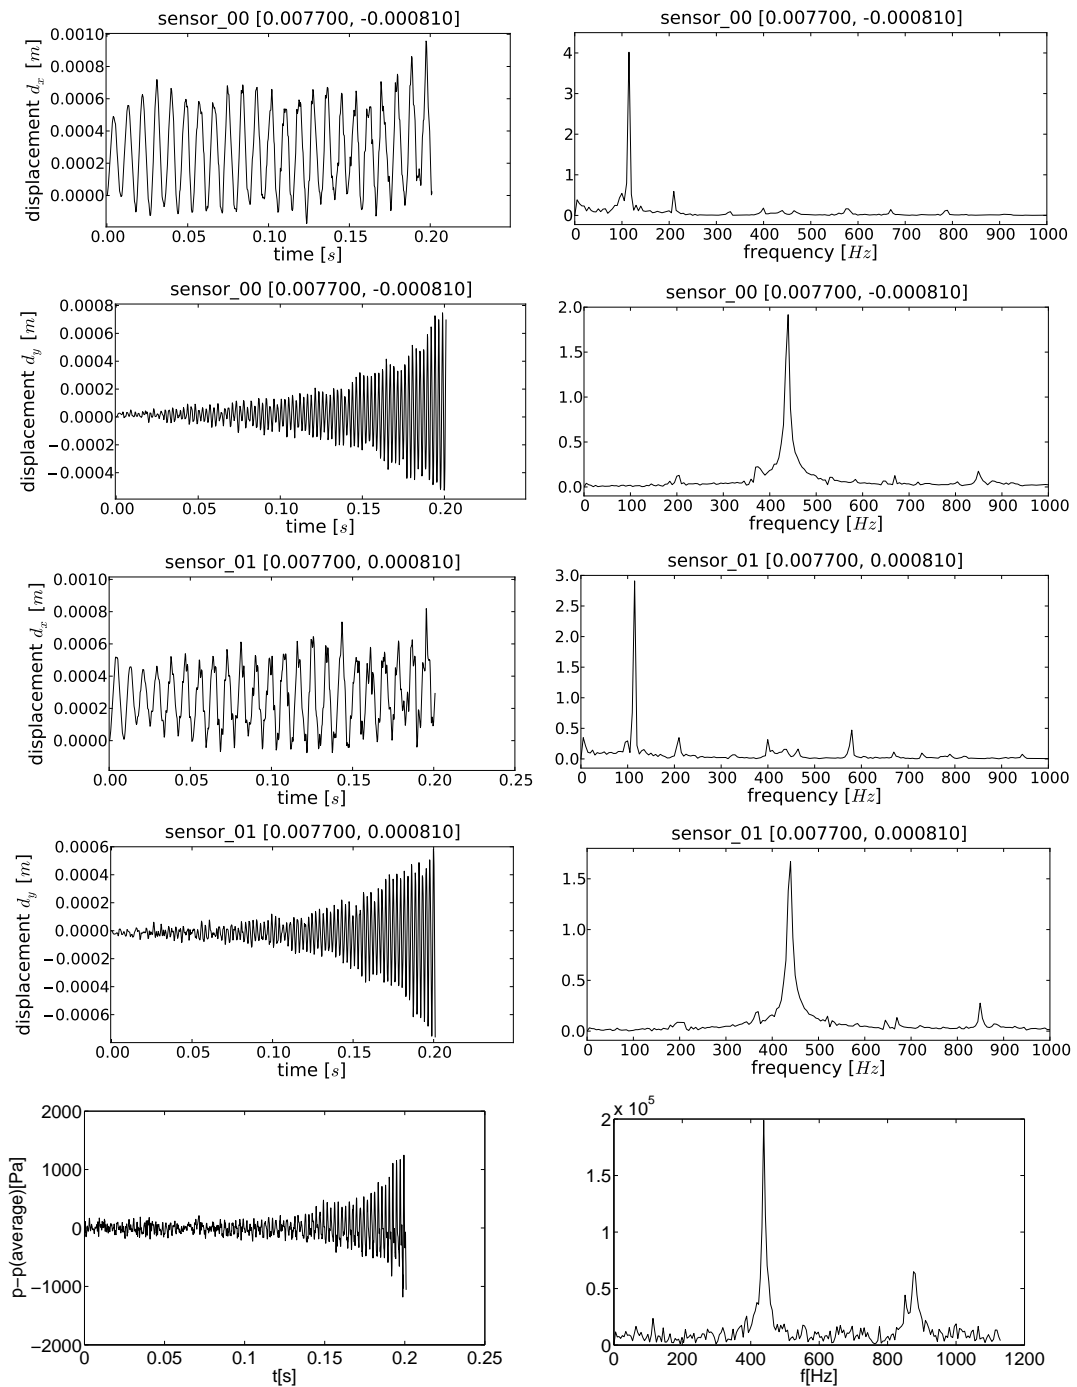 sensor_00 [0.007700, -0.000810]
displacement d_x [m]
0.0010
0.0008
0.0006
0.0004
0.0002
0.0000
0.00 0.05 0.10 0.15 0.20
time [s]
sensor_00 [0.007700, -0.000810]
4
3
2
1
0
0 100 200 300 400 500 600 700 800 900 1000
frequency [Hz]
sensor_00 [0.007700, -0.000810]
displacement d_y [m]
0.0008
0.0006
0.0004
0.0002
0.0000
−0.0002
−0.0004
0.00 0.05 0.10 0.15 0.20
time [s]
sensor_00 [0.007700, -0.000810]
2.0
1.5
1.0
0.5
0.0
0 100 200 300 400 500 600 700 800 900 1000
frequency [Hz]
sensor_01 [0.007700, 0.000810]
displacement d_x [m]
0.0010
0.0008
0.0006
0.0004
0.0002
0.0000
0.00 0.05 0.10 0.15 0.20 0.25
time [s]
sensor_01 [0.007700, 0.000810]
3.0
2.5
2.0
1.5
1.0
0.5
0.0
0 100 200 300 400 500 600 700 800 900 1000
frequency [Hz]
sensor_01 [0.007700, 0.000810]
displacement d_y [m]
0.0006
0.0004
0.0002
0.0000
−0.0002
−0.0004
−0.0006
0.00 0.05 0.10 0.15 0.20
time [s]
sensor_01 [0.007700, 0.000810]
1.5
1.0
0.5
0.0
0 100 200 300 400 500 600 700 800 900 1000
frequency [Hz]
p−p(average)[Pa]
2000
1000
0
−1000
−2000
0 0.05 0.1 0.15 0.2 0.25
t[s]
x 10^5
2
1.5
1
0.5
0
0 200 400 600 800 1000 1200
f[Hz]